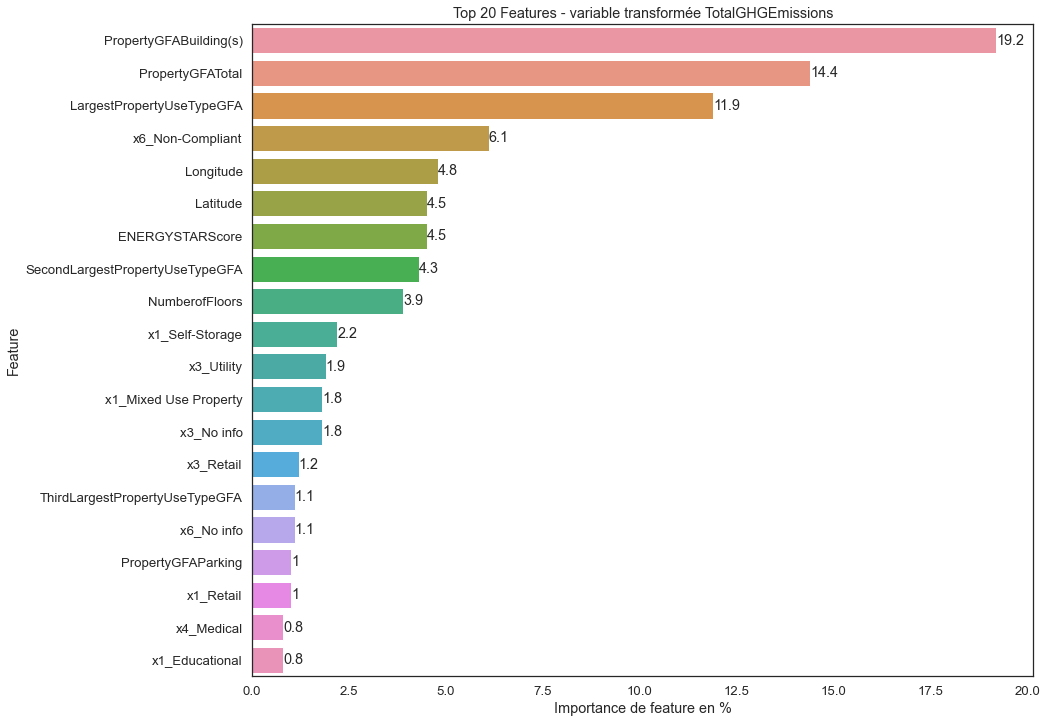 Top 20 Features - variable transformée TotalGHGEmissions
PropertyGFABuilding(s) 19.2
PropertyGFATotal 14.4
LargestPropertyUseTypeGFA 11.9
x6_Non-Compliant 6.1
Longitude 4.8
Latitude 4.5
ENERGYSTARScore 4.5
SecondLargestPropertyUseTypeGFA 4.3
NumberofFloors 3.9
x1_Self-Storage 2.2
x3_Utility 1.9
x1_Mixed Use Property 1.8
x3_No info 1.8
x3_Retail 1.2
ThirdLargestPropertyUseTypeGFA 1.1
x6_No info 1.1
PropertyGFAParking 1
x1_Retail 1
x4_Medical 0.8
x1_Educational 0.8
Feature
0.0 2.5 5.0 7.5 10.0 12.5 15.0 17.5 20.0
Importance de feature en %